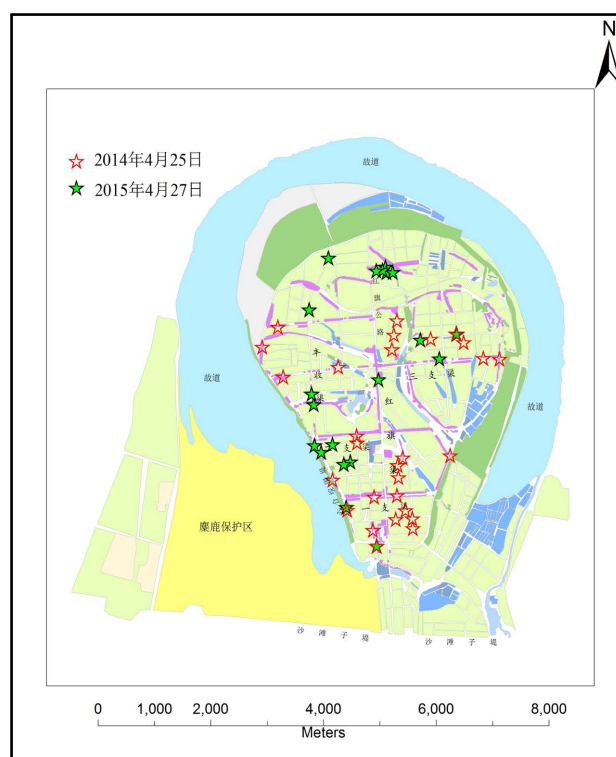 N
故道
2014年4月25日
2015年4月27日
旗
公
路
丰
收
渠
三支渠
故道
故道
红
旗
支渠
一支
麋鹿保护区
沙滩子堤
沙滩子堤
0 2,000 4,000 6,000 8,000
1,000
Meters